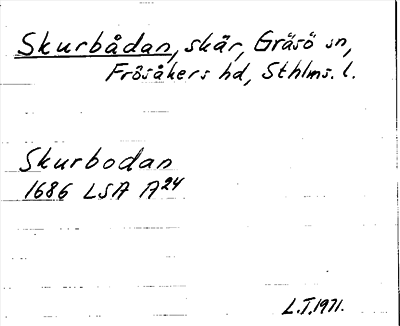 Skurbådan, skär, Gräsö sn,
Frösåkers hd, Sthlms. l.
Skurbodan
1686 LSA A24
L.T.1971.